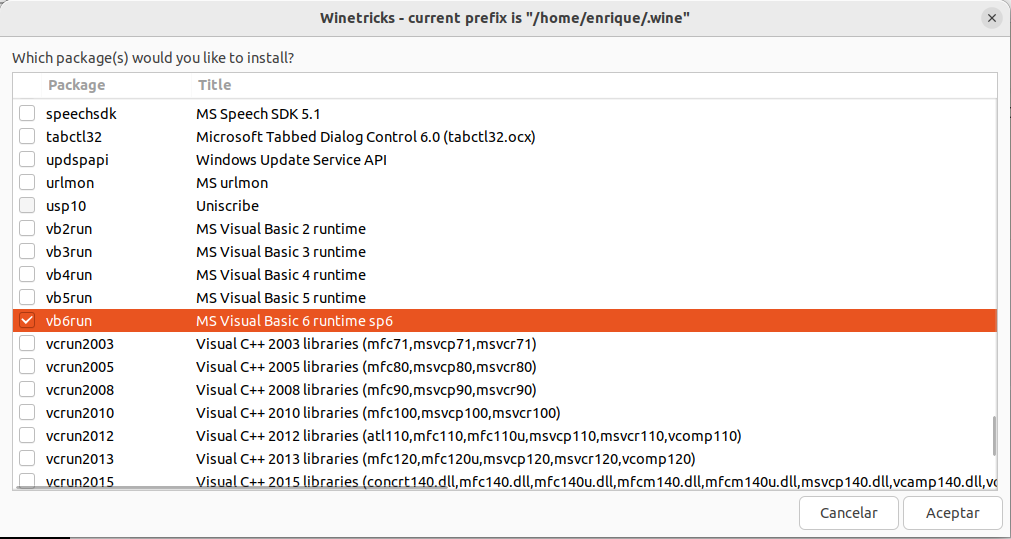 Winetricks - current prefix is "/home/enrique/.wine"
Which package(s) would you like to install?
Package Title
speechsdk MS Speech SDK 5.1
tabctl32 Microsoft Tabbed Dialog Control 6.0 (tabctl32.ocx)
updspapi Windows Update Service API
urlmon MS urlmon
usp10 Uniscribe
vb2run MS Visual Basic 2 runtime
vb3run MS Visual Basic 3 runtime
vb4run MS Visual Basic 4 runtime
vb5run MS Visual Basic 5 runtime
vb6run MS Visual Basic 6 runtime sp6
vcrun2003 Visual C++ 2003 libraries (mfc71,msvcp71,msvcr71)
vcrun2005 Visual C++ 2005 libraries (mfc80,msvcp80,msvcr80)
vcrun2008 Visual C++ 2008 libraries (mfc90,msvcp90,msvcr90)
vcrun2010 Visual C++ 2010 libraries (mfc100,msvcp100,msvcr100)
vcrun2012 Visual C++ 2012 libraries (atl110,mfc110,mfc110u,msvcp110,msvcr110,vcomp110)
vcrun2013 Visual C++ 2013 libraries (mfc120,mfc120u,msvcp120,msvcr120,vcomp120)
vcrun2015 Visual C++ 2015 libraries (concrt140.dll,mfc140.dll,mfc140u.dll,mfcm140.dll,mfcm140u.dll,msvcp140.dll,vcamp140.dll,
Cancelar Aceptar